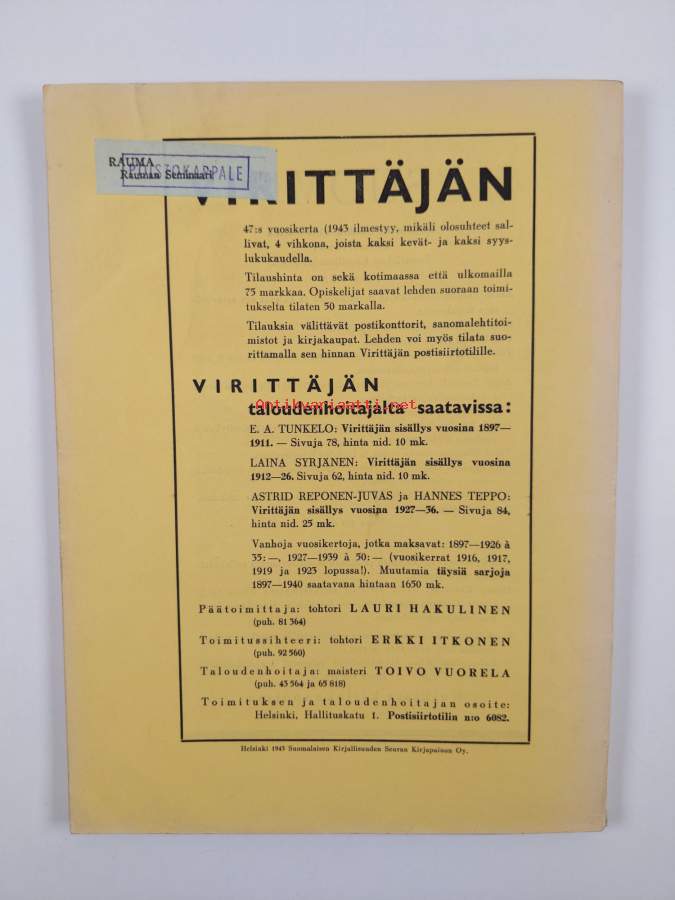 RAUMA
Rauman Seminaari
POISTOKAPPALE
VIRITTÄJÄN
47:s vuosikerta (1943 ilmestyy, mikäli olosuhteet sal-
livat, 4 vihkona, joista kaksi kevät- ja kaksi syys-
lukukaudella.
Tilaushinta on sekä kotimaassa että ulkomailla
75 markkaa. Opiskelijat saavat lehden suoraan toimi-
tukselta tilaten 50 markalla.
Tilauksia välittävät postikonttorit, sanomalehtitoi-
mistot ja kirjakaupat. Lehden voi myös tilata suo-
rittamalla sen hinnan Virittäjän postisiirtotilille.
VIRITTÄJÄN
Antikvariaatti.net
taloudenhoitajalta saatavissa:
E. A. TUNKELO: Virittäjän sisällys vuosina 1897—
1911. — Sivuja 78, hinta nid. 10 mk.
LAINA SYRJÄNEN: Virittäjän sisällys vuosina
1912—26. Sivuja 62, hinta nid. 10 mk.
ASTRID REPONEN-JUVAS ja HANNES TEPPO:
Virittäjän sisällys vuosina 1927—36. — Sivuja 84,
hinta nid. 25 mk.
Vanhoja vuosikertoja, jotka maksavat: 1897—1926 à
35: —, 1927—1939 à 50: — (vuosikerrat 1916, 1917,
1919 ja 1923 lopussa!). Muutamia täysiä sarjoja
1897—1940 saatavana hintaan 1650 mk.
Päätoimittaja: tohtori LAURI HAKULINEN
(puh. 81 364)
Toimitussihteeri: tohtori ERKKI ITKONEN
(puh. 92 560)
Taloudenhoitaja: maisteri TOIVO VUORELA
(puh. 43 564 ja 65 818)
Toimituksen ja taloudenhoitajan osoite:
Helsinki, Hallituskatu 1. Postisiirtotilin n:o 6082.
Helsinki 1943 Suomalaisen Kirjallisuuden Seuran Kirjapainon Oy.